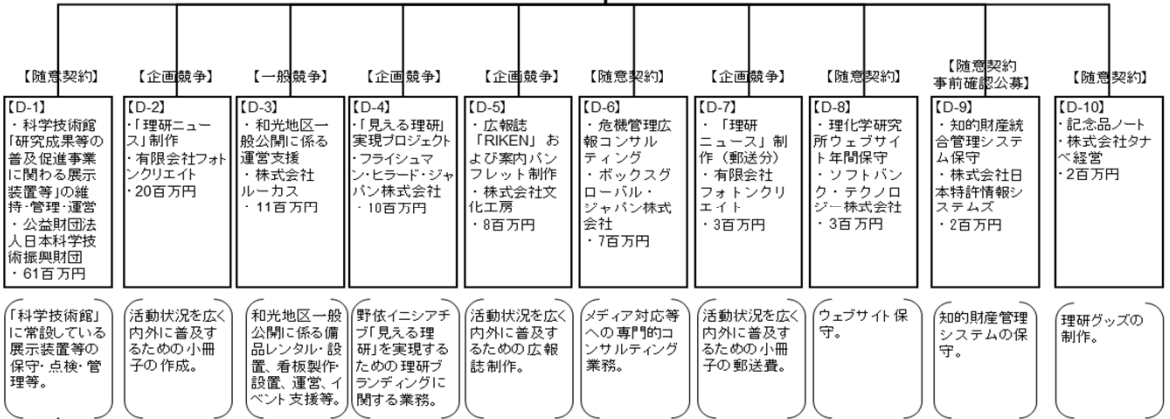 【随意契約】
【企画競争】
【一般競争】
【企画競争】
【企画競争】
【随意契約】
【企画競争】
【随意契約】
【随意契約
事前確認公募】
【随意契約】
【D-1】
・科学技術館
「研究成果等の
普及促進事業
に関わる展示
装置等」の維
持・管理・運営
・公益財団法
人日本科学技
術振興財団
・61百万円
【D-2】
・「理研ニュー
ス」制作
・有限会社フォト
ンクリエイト
・20百万円
【D-3】
・和光地区一
般公開に係る
運営支援
・株式会社
ルーカス
・11百万円
【D-4】
・「見える理研」
実現プロジェクト
・フライシュマ
ン・ヒラード・ジャ
パン株式会社
・10百万円
【D-5】
・広報誌
「RIKEN」お
よび案内パン
フレット制作
・株式会社文
化工房
・8百万円
【D-6】
・危機管理広
報コンサル
ティング
・ボックスグ
ローバル・
ジャパン株式
会社
・7百万円
【D-7】
・「理研
ニュース」制
作（郵送分）
・有限会社
フォトンクリ
エイト
・3百万円
【D-8】
・理化学研究
所ウェブサイ
ト年間保守
・ソフトバン
ク・テクノロ
ジー株式会社
・3百万円
【D-9】
・知的財産統
合管理システ
ム保守
・株式会社日
本特許情報シ
ステムズ
・2百万円
【D-10】
・記念品ノート
・株式会社タナ
ベ経営
・2百万円
「科学技術館」
に常設している
展示装置等の
保守・点検・管
理等。
活動状況を広く
内外に普及す
るための小冊
子の作成。
和光地区一般
公開に係る備
品レンタル・設
置、看板製作・
設置、運営、イ
ベント支援等。
野依イニシアチ
ブ「見える理
研」を実現する
ための理研ブ
ランディングに
関する業務。
活動状況を広く
内外に普及す
るための広報
誌制作。
メディア対応等
への専門的コ
ンサルティング
業務。
活動状況を広く
内外に普及す
るための小冊
子の郵送費。
ウェブサイト保
守。
知的財産管理
システムの保
守。
理研グッズの
制作。